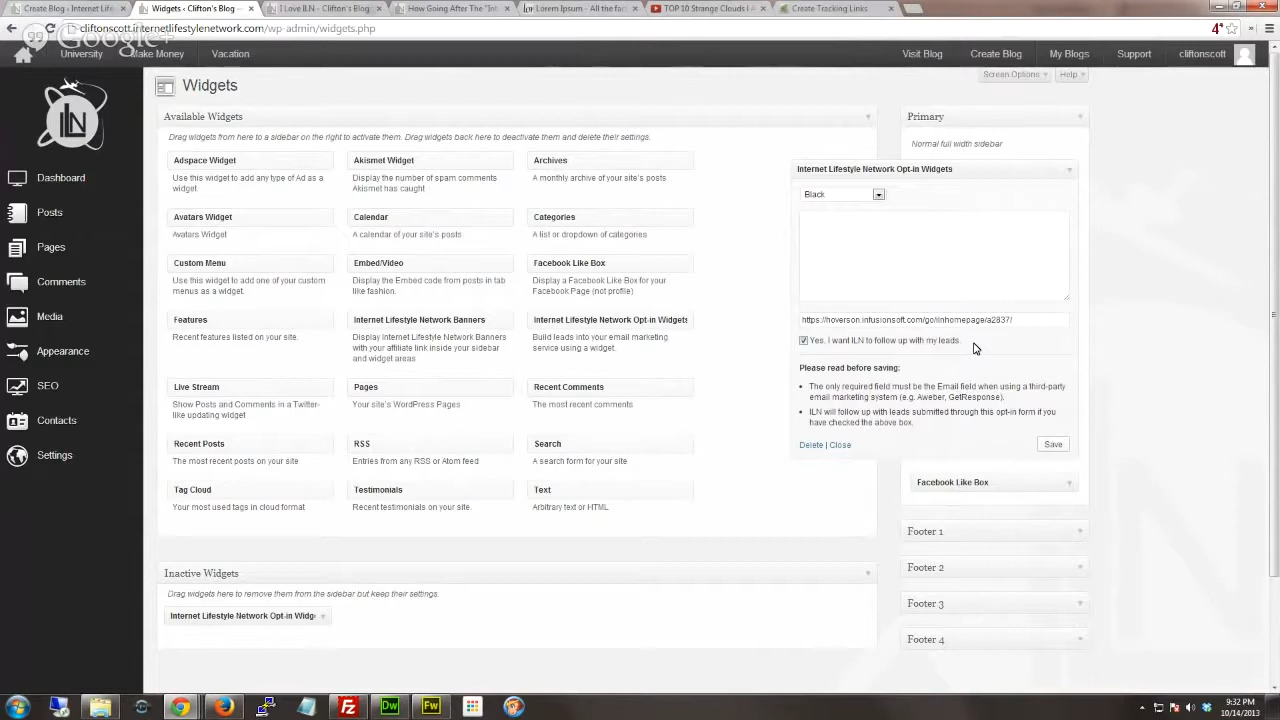 Create Blog - Internet Life
Widgets ‹ Clifton's Blog —
I Love ILN - Clifton's Blog
How Going After The "Int
Lorem Ipsum - All the fac
TOP 10 Strange Clouds I A
Create Tracking Links
cliftonscott.internetlifestylenetwork.com/wp-admin/widgets.php
Google+
University
Make Money
Vacation
Visit Blog
Create Blog
My Blogs
Support
cliftonscott
ILN
Dashboard
Posts
Pages
Comments
Media
Appearance
SEO
Contacts
Settings
Screen Options
Help
Widgets
Available Widgets
Drag widgets from here to a sidebar on the right to activate them. Drag widgets back here to deactivate them and delete their settings.
Adspace Widget
Use this widget to add any type of Ad as a
widget.
Akismet Widget
Display the number of spam comments
Akismet has caught
Archives
A monthly archive of your site's posts
Avatars Widget
Avatars Widget
Calendar
A calendar of your site's posts
Categories
A list or dropdown of categories
Custom Menu
Use this widget to add one of your custom
menus as a widget.
Embed/Video
Display the Embed code from posts in tab
like fashion.
Facebook Like Box
Display a Facebook Like Box for your
Facebook Page (not profile)
Features
Recent features listed on your site.
Internet Lifestyle Network Banners
Display Internet Lifestyle Network Banners
with your affiliate link inside your sidebar
and widget areas
Internet Lifestyle Network Opt-in Widgets
Build leads into your email marketing
service using a widget.
Live Stream
Show Posts and Comments in a Twitter-
like updating widget
Pages
Your site's WordPress Pages
Recent Comments
The most recent comments
Recent Posts
The most recent posts on your site
RSS
Entries from any RSS or Atom feed
Search
A search form for your site
Tag Cloud
Your most used tags in cloud format
Testimonials
Recent testimonials on your site.
Text
Arbitrary text or HTML
Inactive Widgets
Drag widgets here to remove them from the sidebar but keep their settings.
Internet Lifestyle Network Opt-in Widg
Primary
Normal full width sidebar
Internet Lifestyle Network Opt-in Widgets
Black
https://hoverson.infusionsoft.com/go/ilnhomepage/a2837/
Yes. I want ILN to follow up with my leads.
Please read before saving:
• The only required field must be the Email field when using a third-party
email marketing system (e.g. Aweber, GetResponse).
• ILN will follow up with leads submitted through this opt-in form if you
have checked the above box.
Delete | Close
Save
Facebook Like Box
Footer 1
Footer 2
Footer 3
Footer 4
Fz
Dw
Fw
9:32 PM
10/14/2013